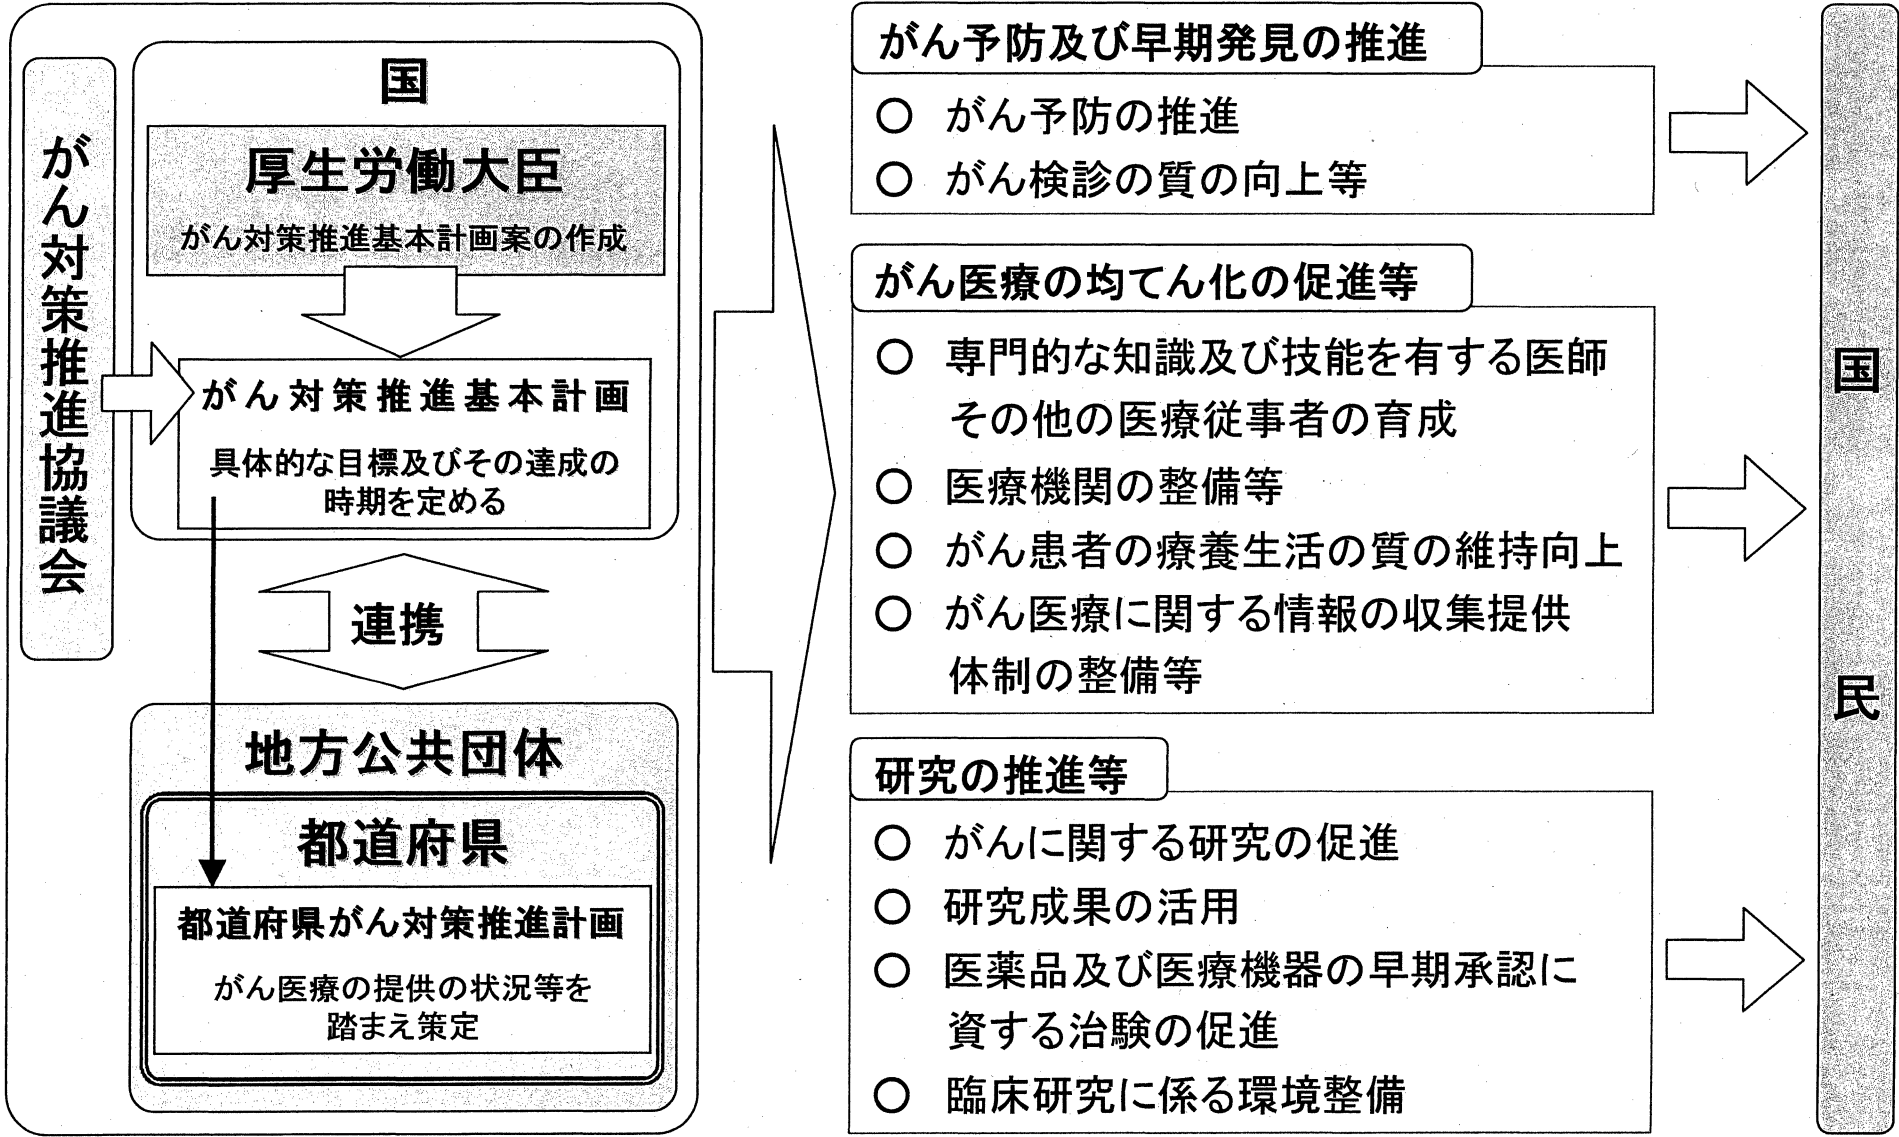 がん対策推進協議会
国
厚生労働大臣
がん対策推進基本計画案の作成
がん対策推進基本計画
具体的な目標及びその達成の
時期を定める
連携
地方公共団体
都道府県
都道府県がん対策推進計画
がん医療の提供の状況等を
踏まえ策定
がん予防及び早期発見の推進
○ がん予防の推進
○ がん検診の質の向上等
がん医療の均てん化の促進等
○ 専門的な知識及び技能を有する医師
その他の医療従事者の育成
○ 医療機関の整備等
○ がん患者の療養生活の質の維持向上
○ がん医療に関する情報の収集提供
体制の整備等
研究の推進等
○ がんに関する研究の促進
○ 研究成果の活用
○ 医薬品及び医療機器の早期承認に
資する治験の促進
○ 臨床研究に係る環境整備
国民